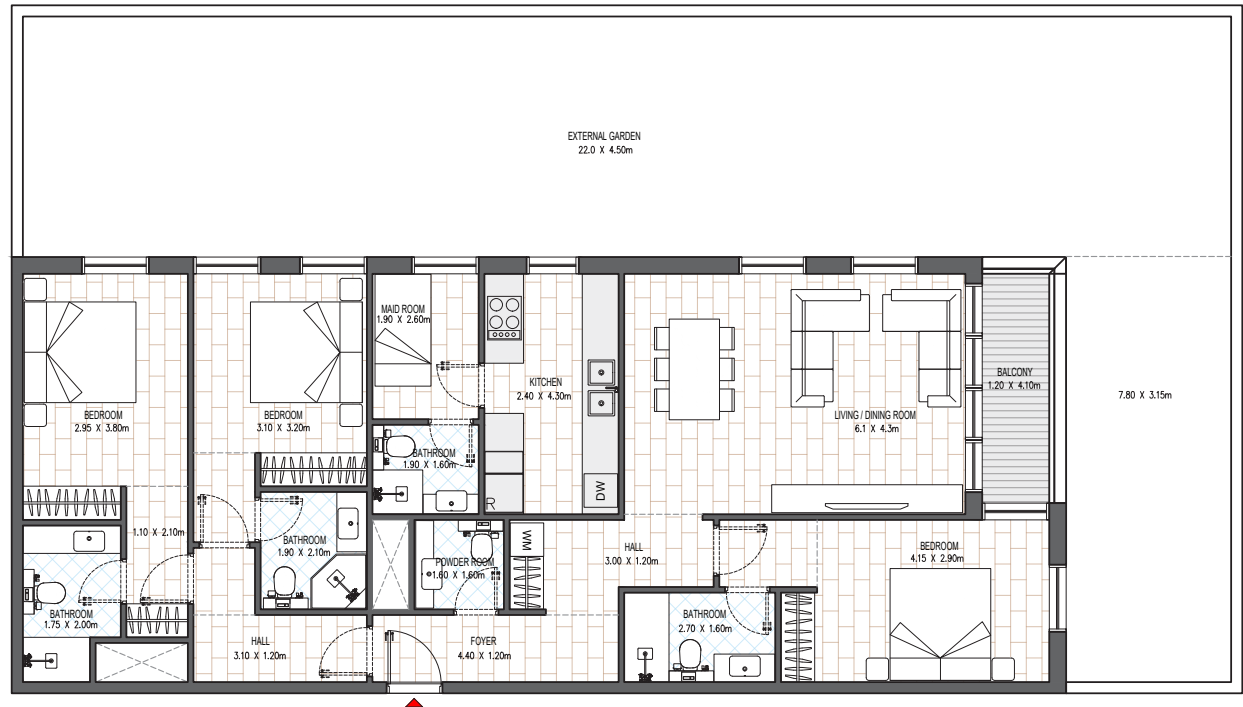 EXTERNAL GARDEN
22.0 X 4.50m
MAID ROOM
1.90 X 2.60m
KITCHEN
2.40 X 4.30m
BALCONY
1.20 X 4.10m
7.80 X 3.15m
BEDROOM
2.95 X 3.80m
BEDROOM
3.10 X 3.20m
LIVING / DINING ROOM
6.1 X 4.3m
BATHROOM
1.90 X 1.60m
R
DW
1.10 X 2.10m
BATHROOM
1.90 X 2.10m
POWDER ROOM
1.60 X 1.60m
WM
HALL
3.00 X 1.20m
BEDROOM
4.15 X 2.90m
BATHROOM
1.75 X 2.00m
HALL
3.10 X 1.20m
FOYER
4.40 X 1.20m
BATHROOM
2.70 X 1.60m